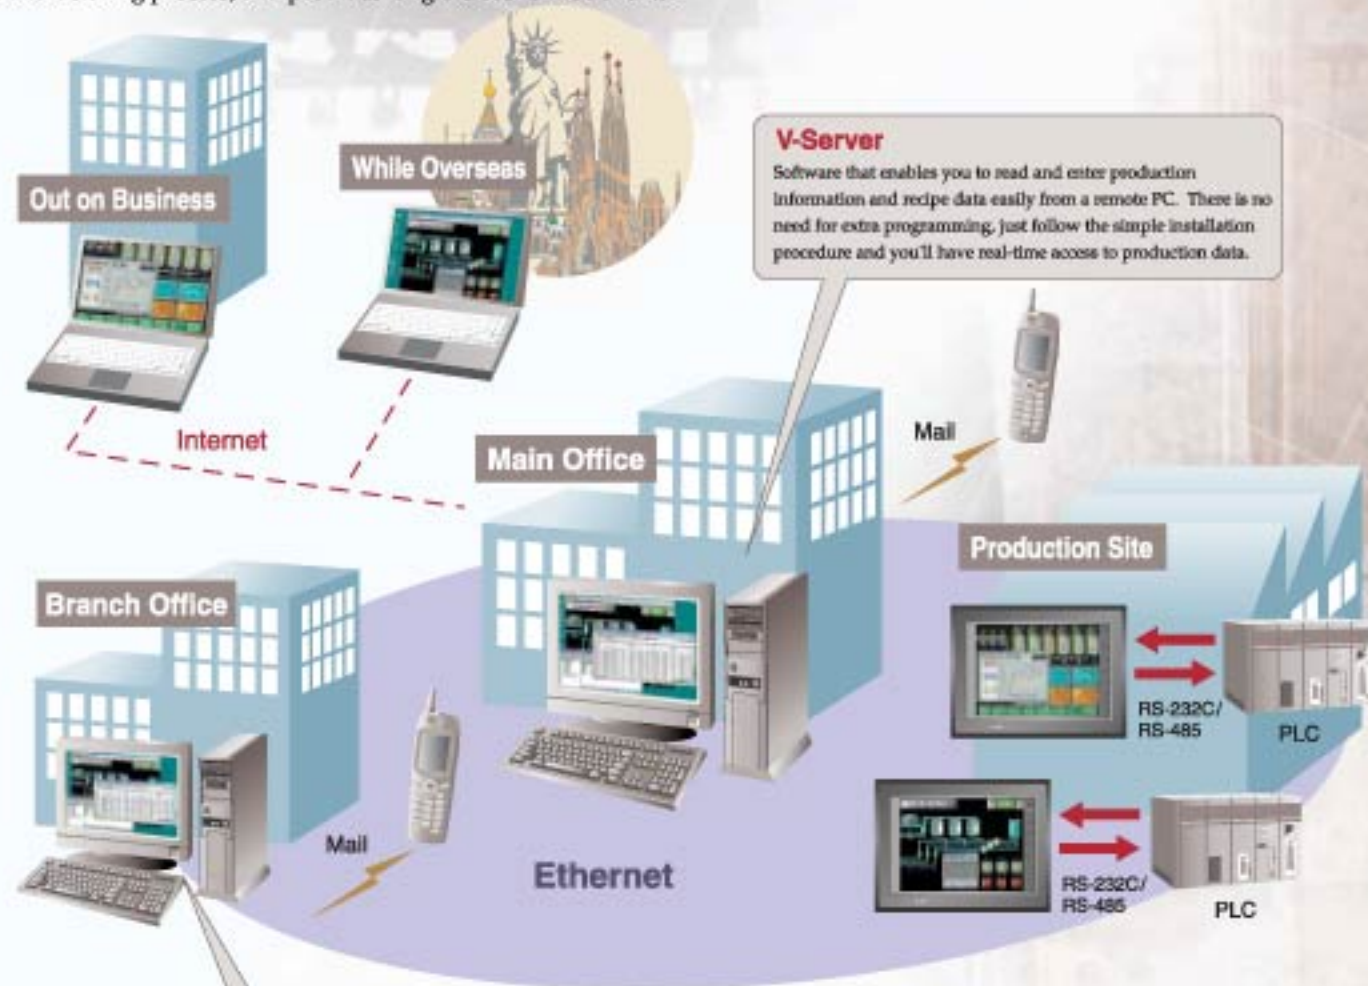 While Overseas
Out on Business
V-Server
Software that enables you to read and enter production
information and recipe data easily from a remote PC. There is no
need for extra programming, just follow the simple installation
procedure and you'll have real-time access to production data.
Internet
Main Office
Mail
Production Site
Branch Office
RS-232C/
RS-485
PLC
Mail
Ethernet
RS-232C/
RS-485
PLC